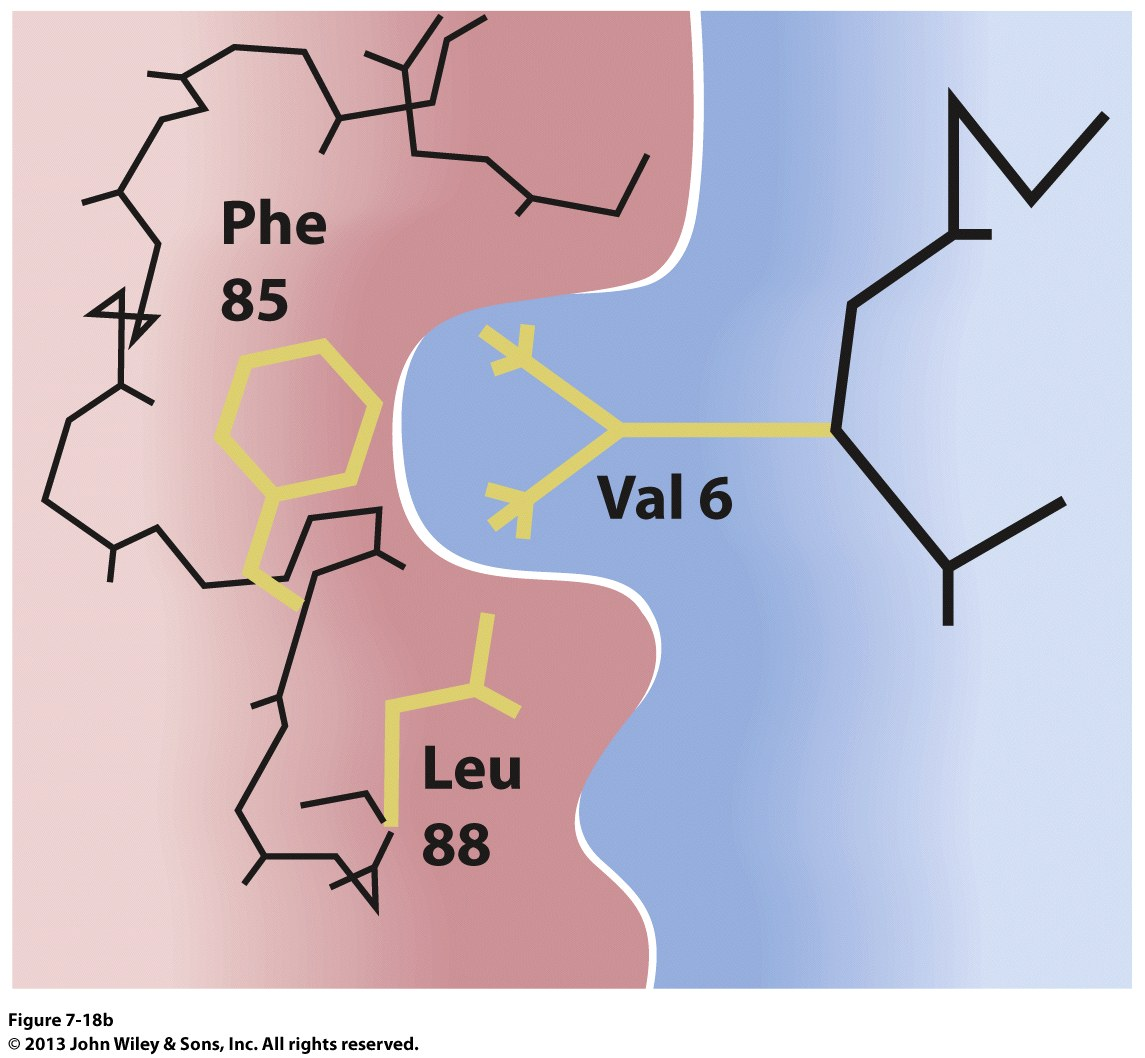 Phe
85
Val 6
Leu
88
Figure 7-18b
© 2013 John Wiley & Sons, Inc. All rights reserved.